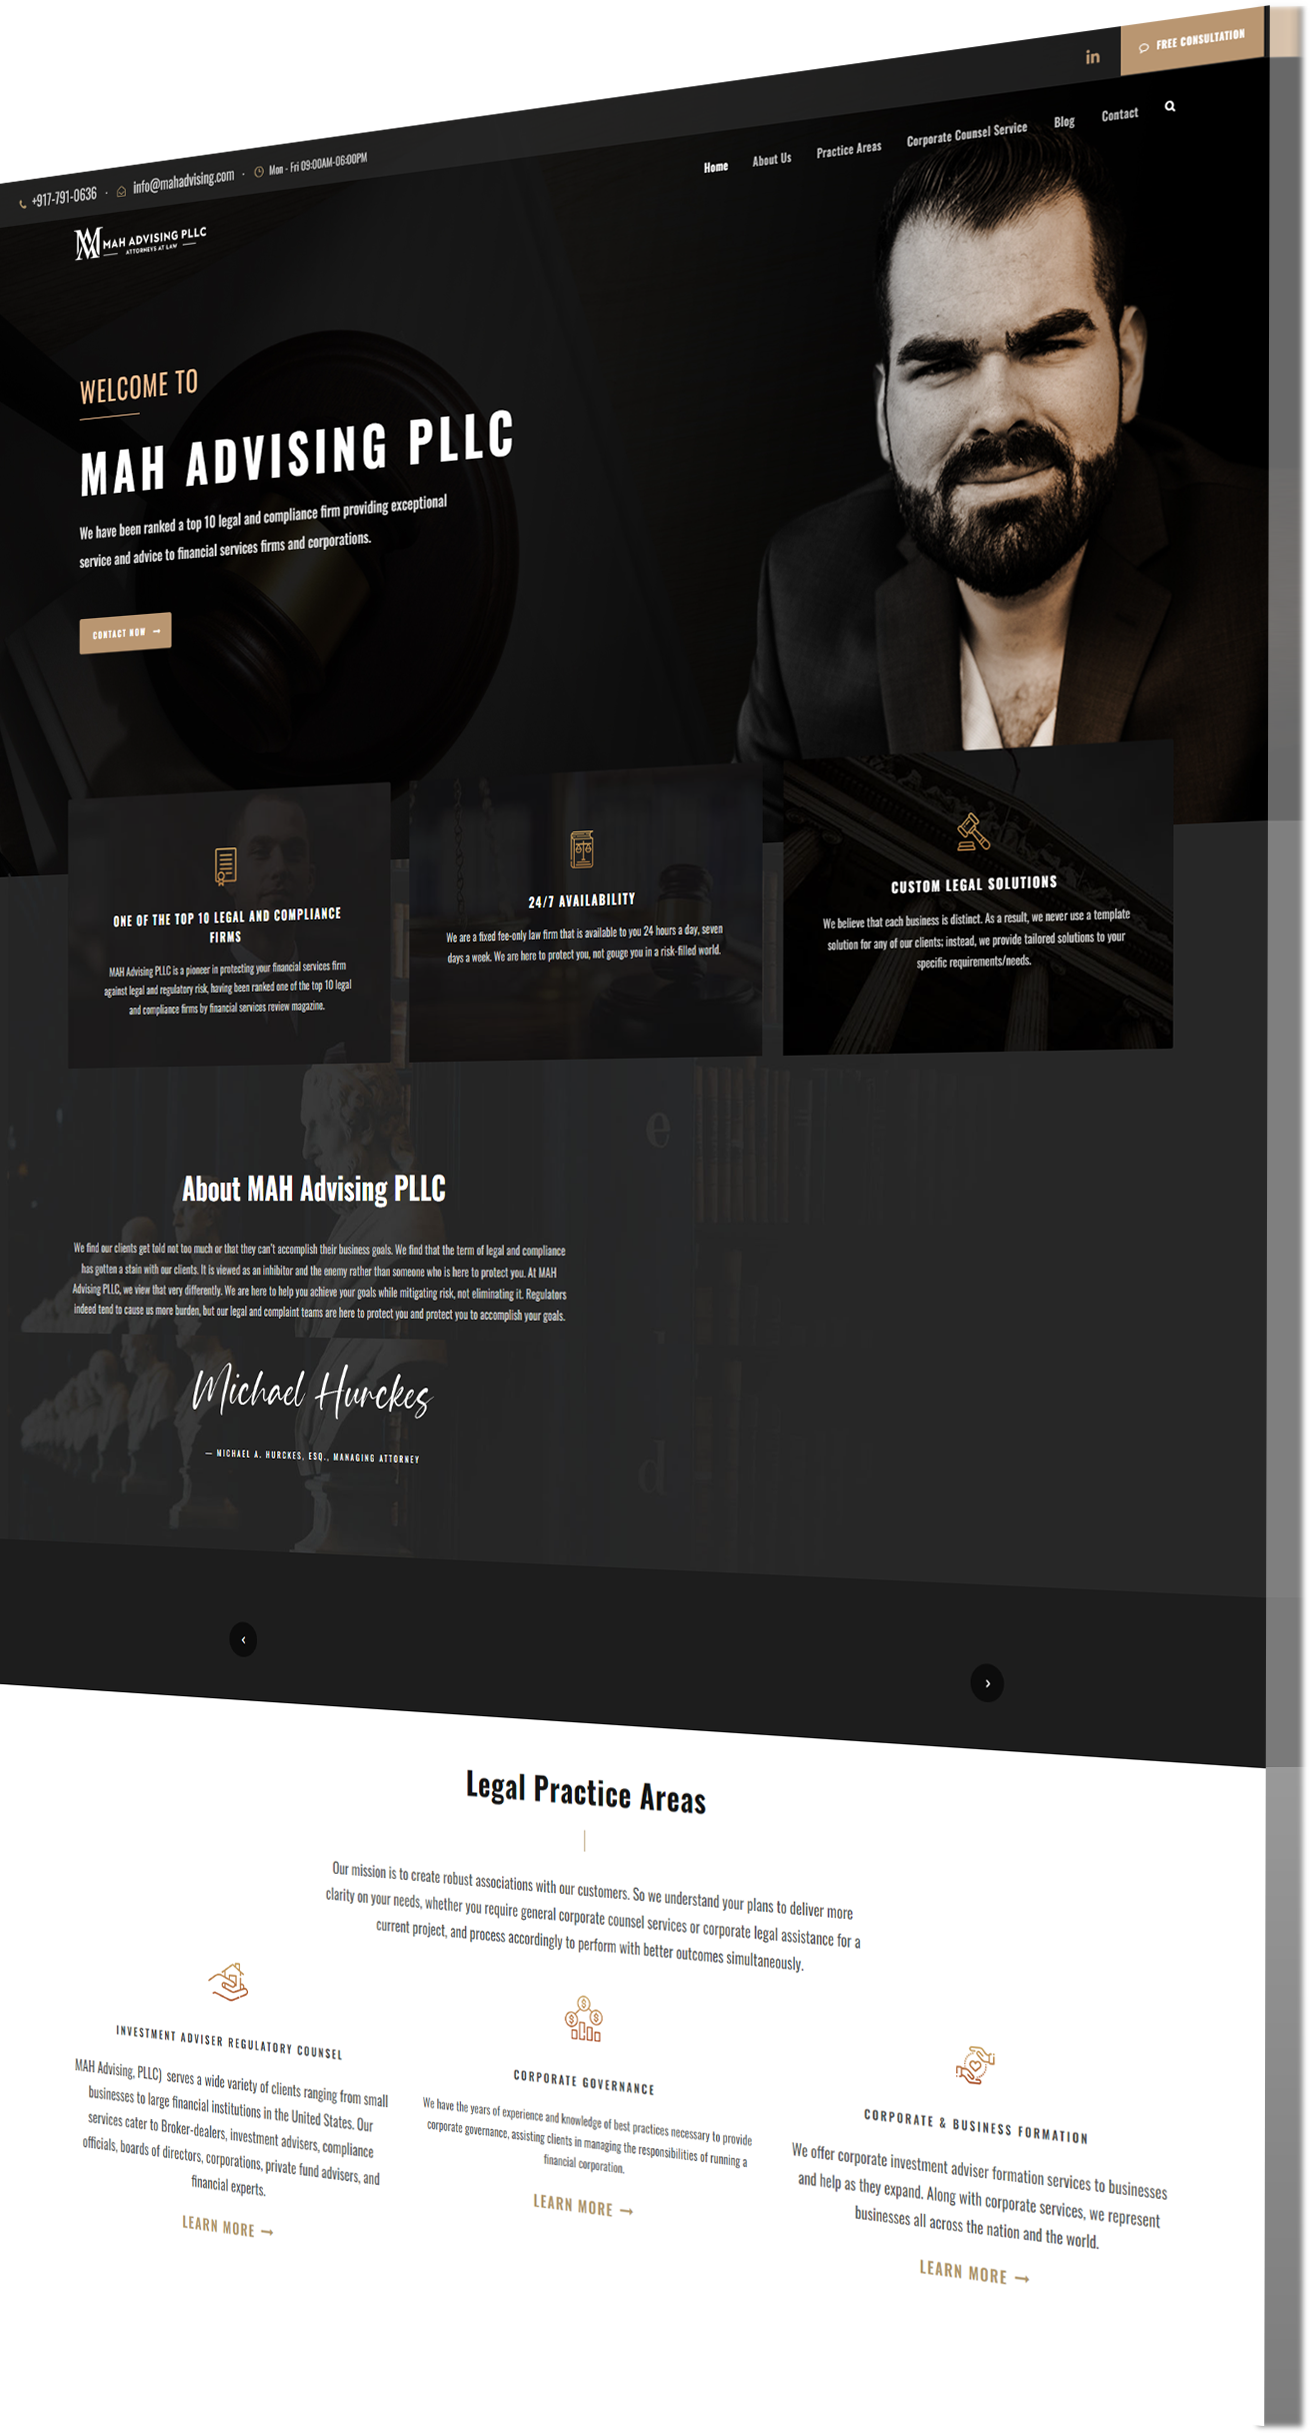 FREE CONSULTATION
+917-791-0636 · info@mahadvising.com · Mon - Fri 09:00AM-06:00PM
Home About Us Practice Areas Corporate Counsel Service Blog Contact
MAH ADVISING PLLC
ATTORNEYS AT LAW
WELCOME TO
MAH ADVISING PLLC
We have been ranked a top 10 legal and compliance firm providing exceptional
service and advice to financial services firms and corporations.
CONTACT NOW →
ONE OF THE TOP 10 LEGAL AND COMPLIANCE
FIRMS
MAH Advising PLLC is a pioneer in protecting your financial services firm
against legal and regulatory risk, having been ranked one of the top 10 legal
and compliance firms by financial services review magazine.
24/7 AVAILABILITY
We are a fixed fee-only law firm that is available to you 24 hours a day, seven
days a week. We are here to protect you, not gouge you in a risk-filled world.
CUSTOM LEGAL SOLUTIONS
We believe that each business is distinct. As a result, we never use a template
solution for any of our clients; instead, we provide tailored solutions to your
specific requirements/needs.
About MAH Advising PLLC
We find our clients get told not too much or that they can't accomplish their business goals. We find that the term of legal and compliance
has gotten a stain with our clients. It is viewed as an inhibitor and the enemy rather than someone who is here to protect you. At MAH
Advising PLLC, we view that very differently. We are here to help you achieve your goals while mitigating risk, not eliminating it. Regulators
indeed tend to cause us more burden, but our legal and complaint teams are here to protect you and protect you to accomplish your goals.
Michael Hurckes
— MICHAEL A. HURCKES, ESQ., MANAGING ATTORNEY
Legal Practice Areas
Our mission is to create robust associations with our customers. So we understand your plans to deliver more
clarity on your needs, whether you require general corporate counsel services or corporate legal assistance for a
current project, and process accordingly to perform with better outcomes simultaneously.
INVESTMENT ADVISER REGULATORY COUNSEL
MAH Advising, PLLC) serves a wide variety of clients ranging from small
businesses to large financial institutions in the United States. Our
services cater to Broker-dealers, investment advisers, compliance
officials, boards of directors, corporations, private fund advisers, and
financial experts.
LEARN MORE →
CORPORATE GOVERNANCE
We have the years of experience and knowledge of best practices necessary to provide
corporate governance, assisting clients in managing the responsibilities of running a
financial corporation.
LEARN MORE →
CORPORATE & BUSINESS FORMATION
We offer corporate investment adviser formation services to businesses
and help as they expand. Along with corporate services, we represent
businesses all across the nation and the world.
LEARN MORE →